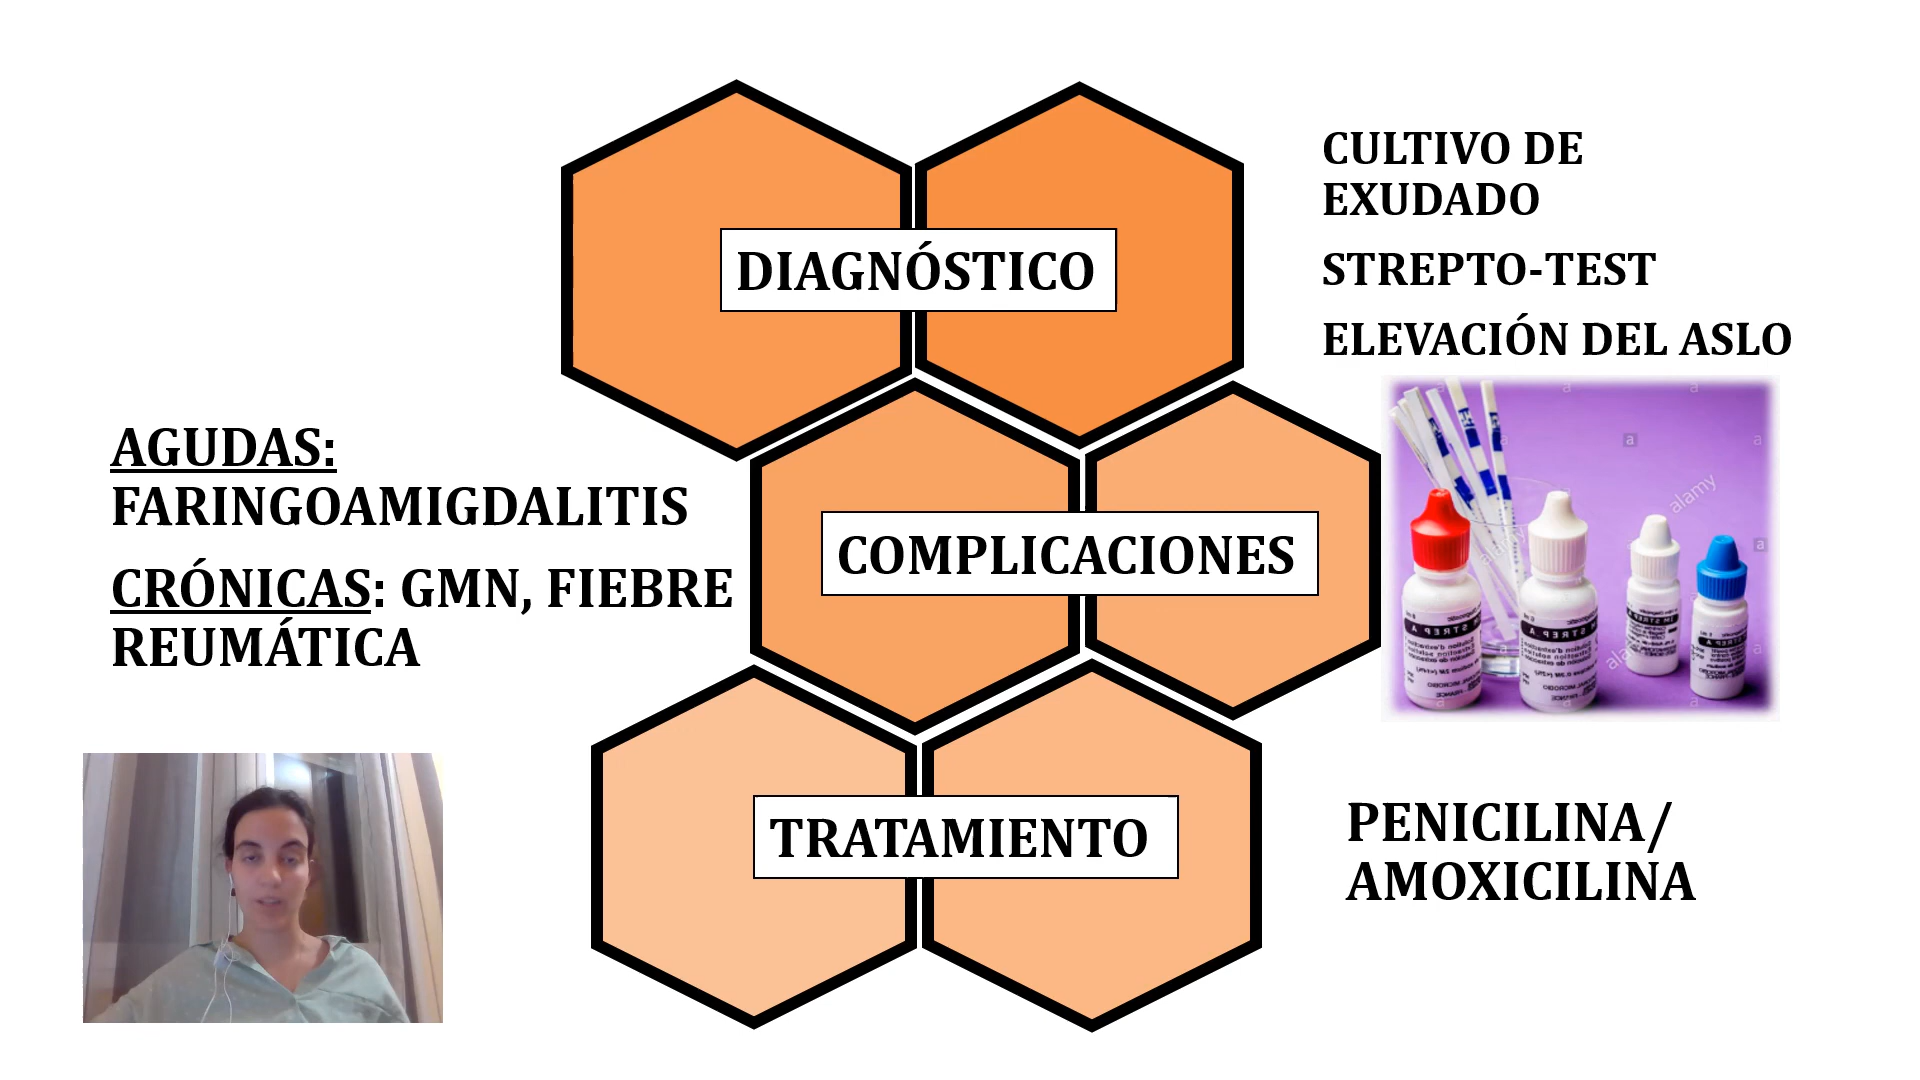 DIAGNÓSTICO
CULTIVO DE
EXUDADO
STREPTO-TEST
ELEVACIÓN DEL ASLO
AGUDAS:
FARINGOAMIGDALITIS
CRÓNICAS: GMN, FIEBRE
REUMÁTICA
COMPLICACIONES
alamy
TRATAMIENTO
PENICILINA/
AMOXICILINA